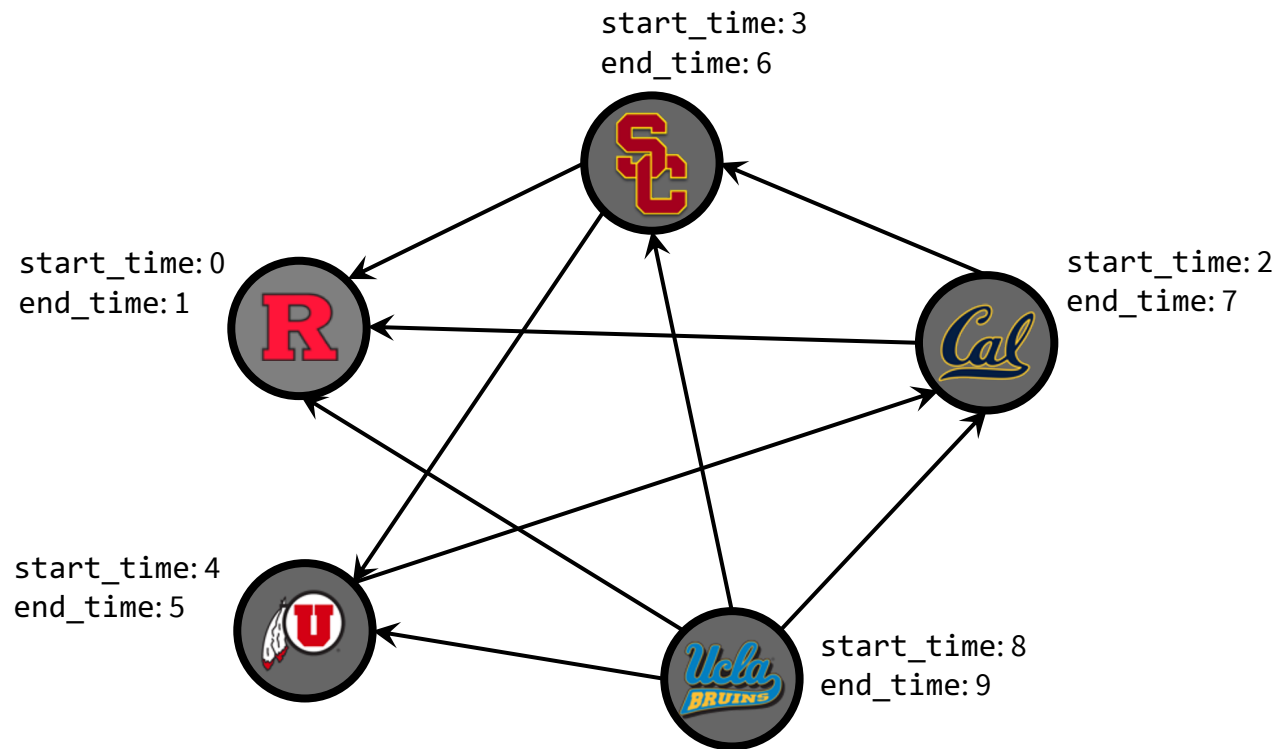 start_time: 3
end_time: 6
SC
start_time: 0
end_time: 1
R
start_time: 2
end_time: 7
Cal
start_time: 4
end_time: 5
U
Ucla
BRUINS
start_time: 8
end_time: 9